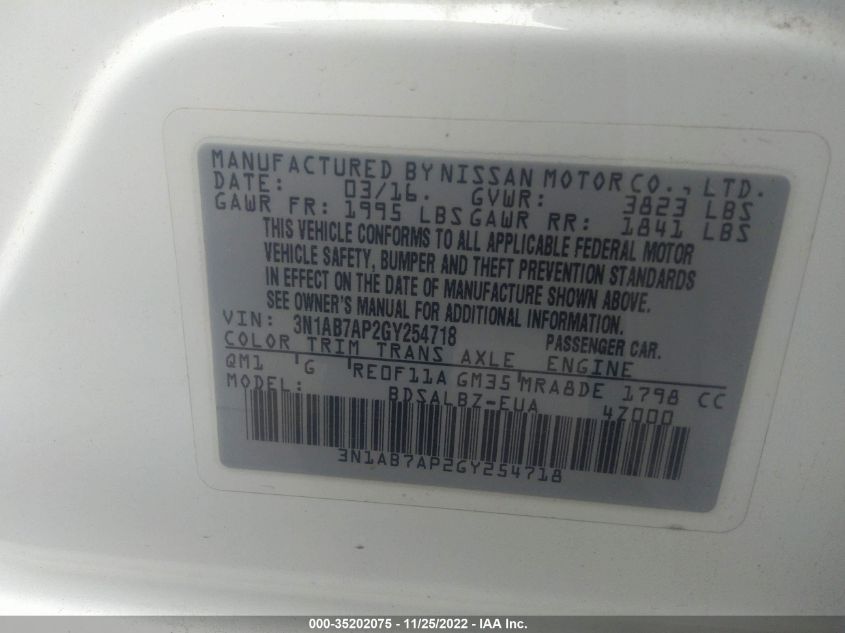 MANUFACTURED BY NISSAN MOTOR CO., LTD.
DATE: 03/16. GVWR: 3823 LBS
GAWR FR: 1995 LBS GAWR RR: 1841 LBS
THIS VEHICLE CONFORMS TO ALL APPLICABLE FEDERAL MOTOR
VEHICLE SAFETY, BUMPER AND THEFT PREVENTION STANDARDS
IN EFFECT ON THE DATE OF MANUFACTURE SHOWN ABOVE.
SEE OWNER'S MANUAL FOR ADDITIONAL INFORMATION.
VIN: 3N1AB7AP2GY254718 PASSENGER CAR.
COLOR TRIM TRANS AXLE ENGINE
QM1 G RE0F11A GM35 MRA8DE 1798 CC
MODEL: BDSALBZ-EUA 4Z000
3N1AB7AP2GY254718
000-35202075 - 11/25/2022 - IAA Inc.